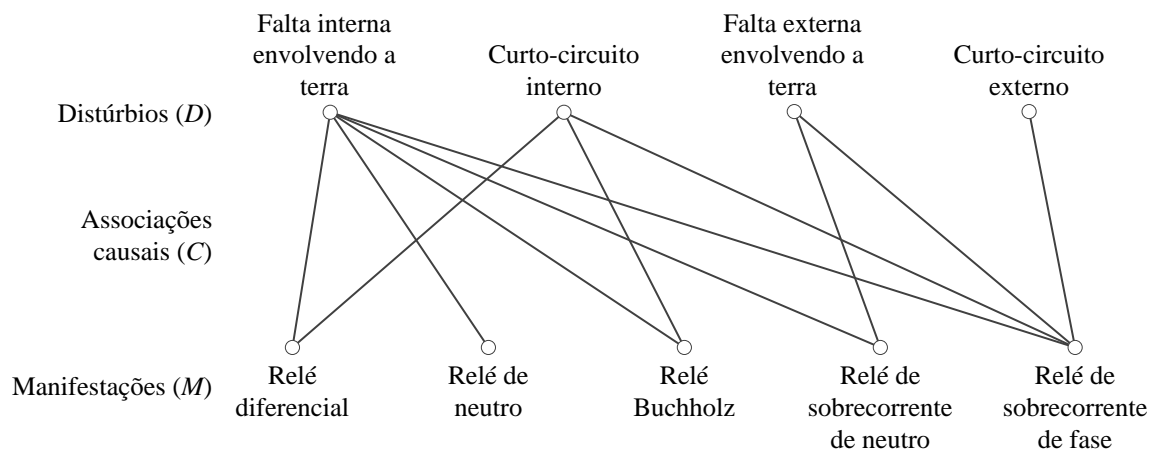 Falta interna
envolvendo a
terra
Curto-circuito
interno
Falta externa
envolvendo a
terra
Curto-circuito
externo
Distúrbios (D)
Associações
causais (C)
Manifestações (M)
Relé
diferencial
Relé de
neutro
Relé
Buchholz
Relé de
sobrecorrente
de neutro
Relé de
sobrecorrente
de fase